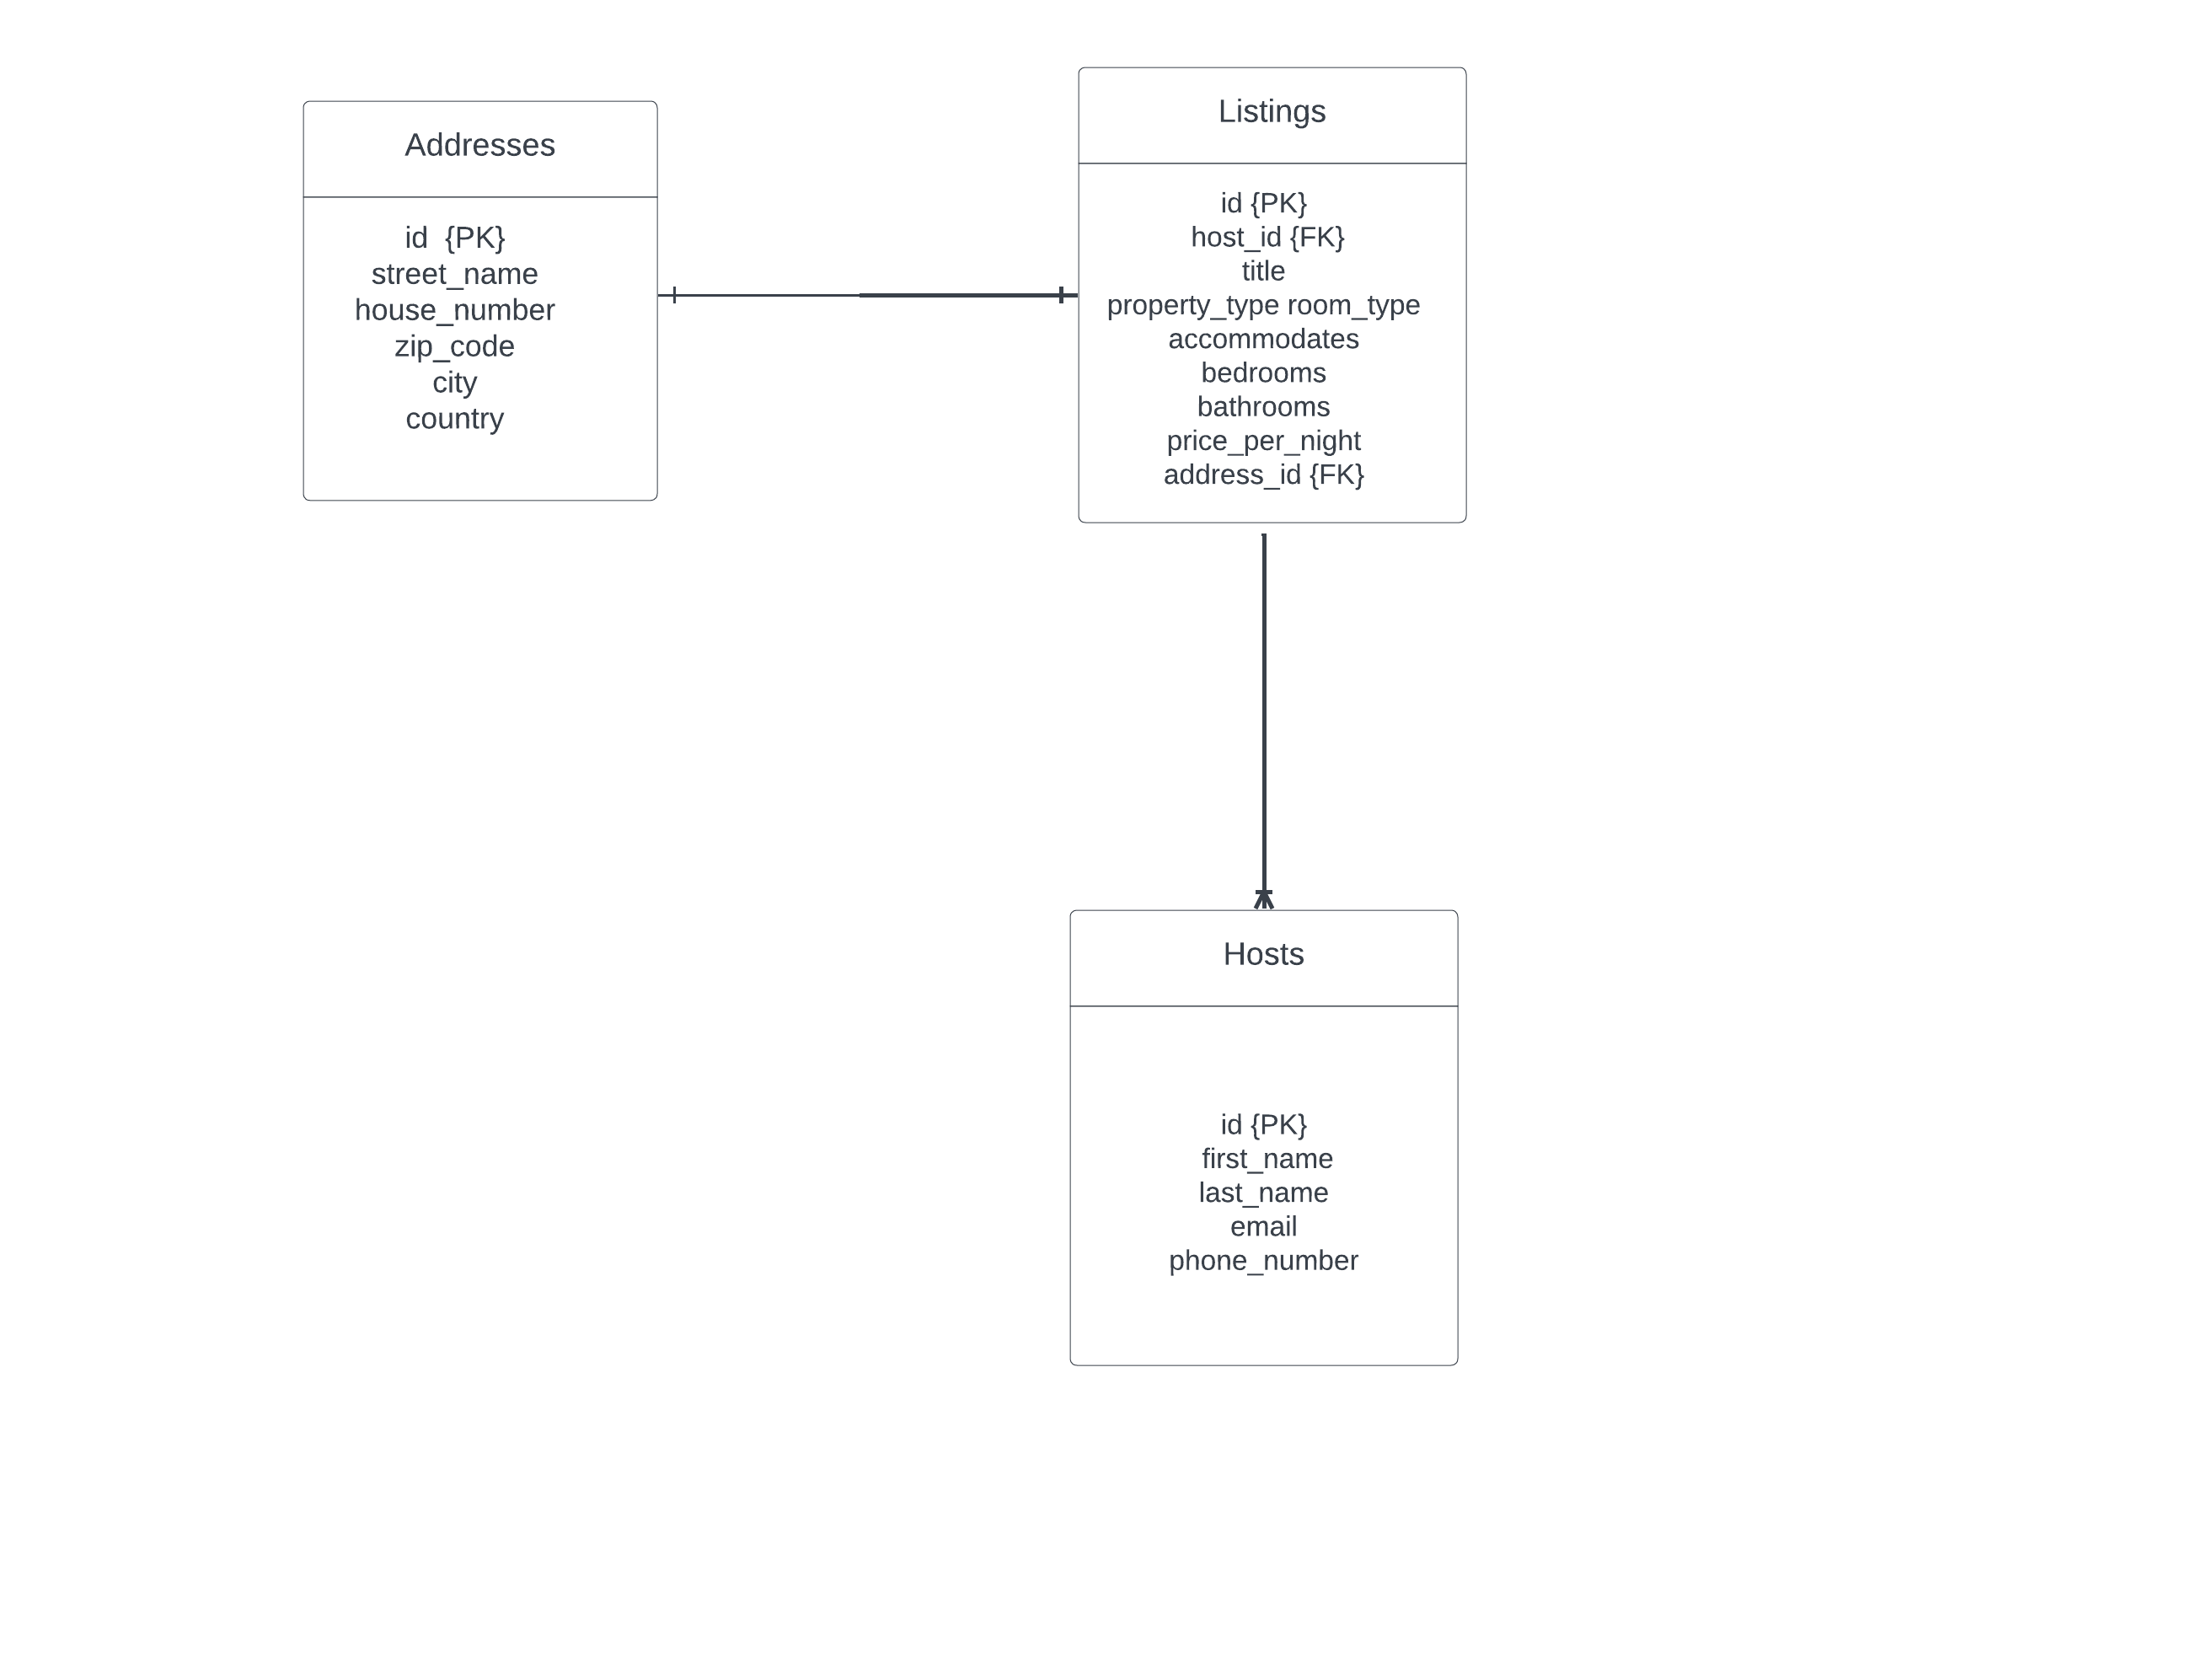 Addresses
id  {PK}
street_name
house_number
zip_code
city
country
Listings
id {PK}
host_id {FK}
title
property_type room_type
accommodates
bedrooms
bathrooms
price_per_night
address_id {FK}
Hosts
id {PK}
first_name
last_name
email
phone_number